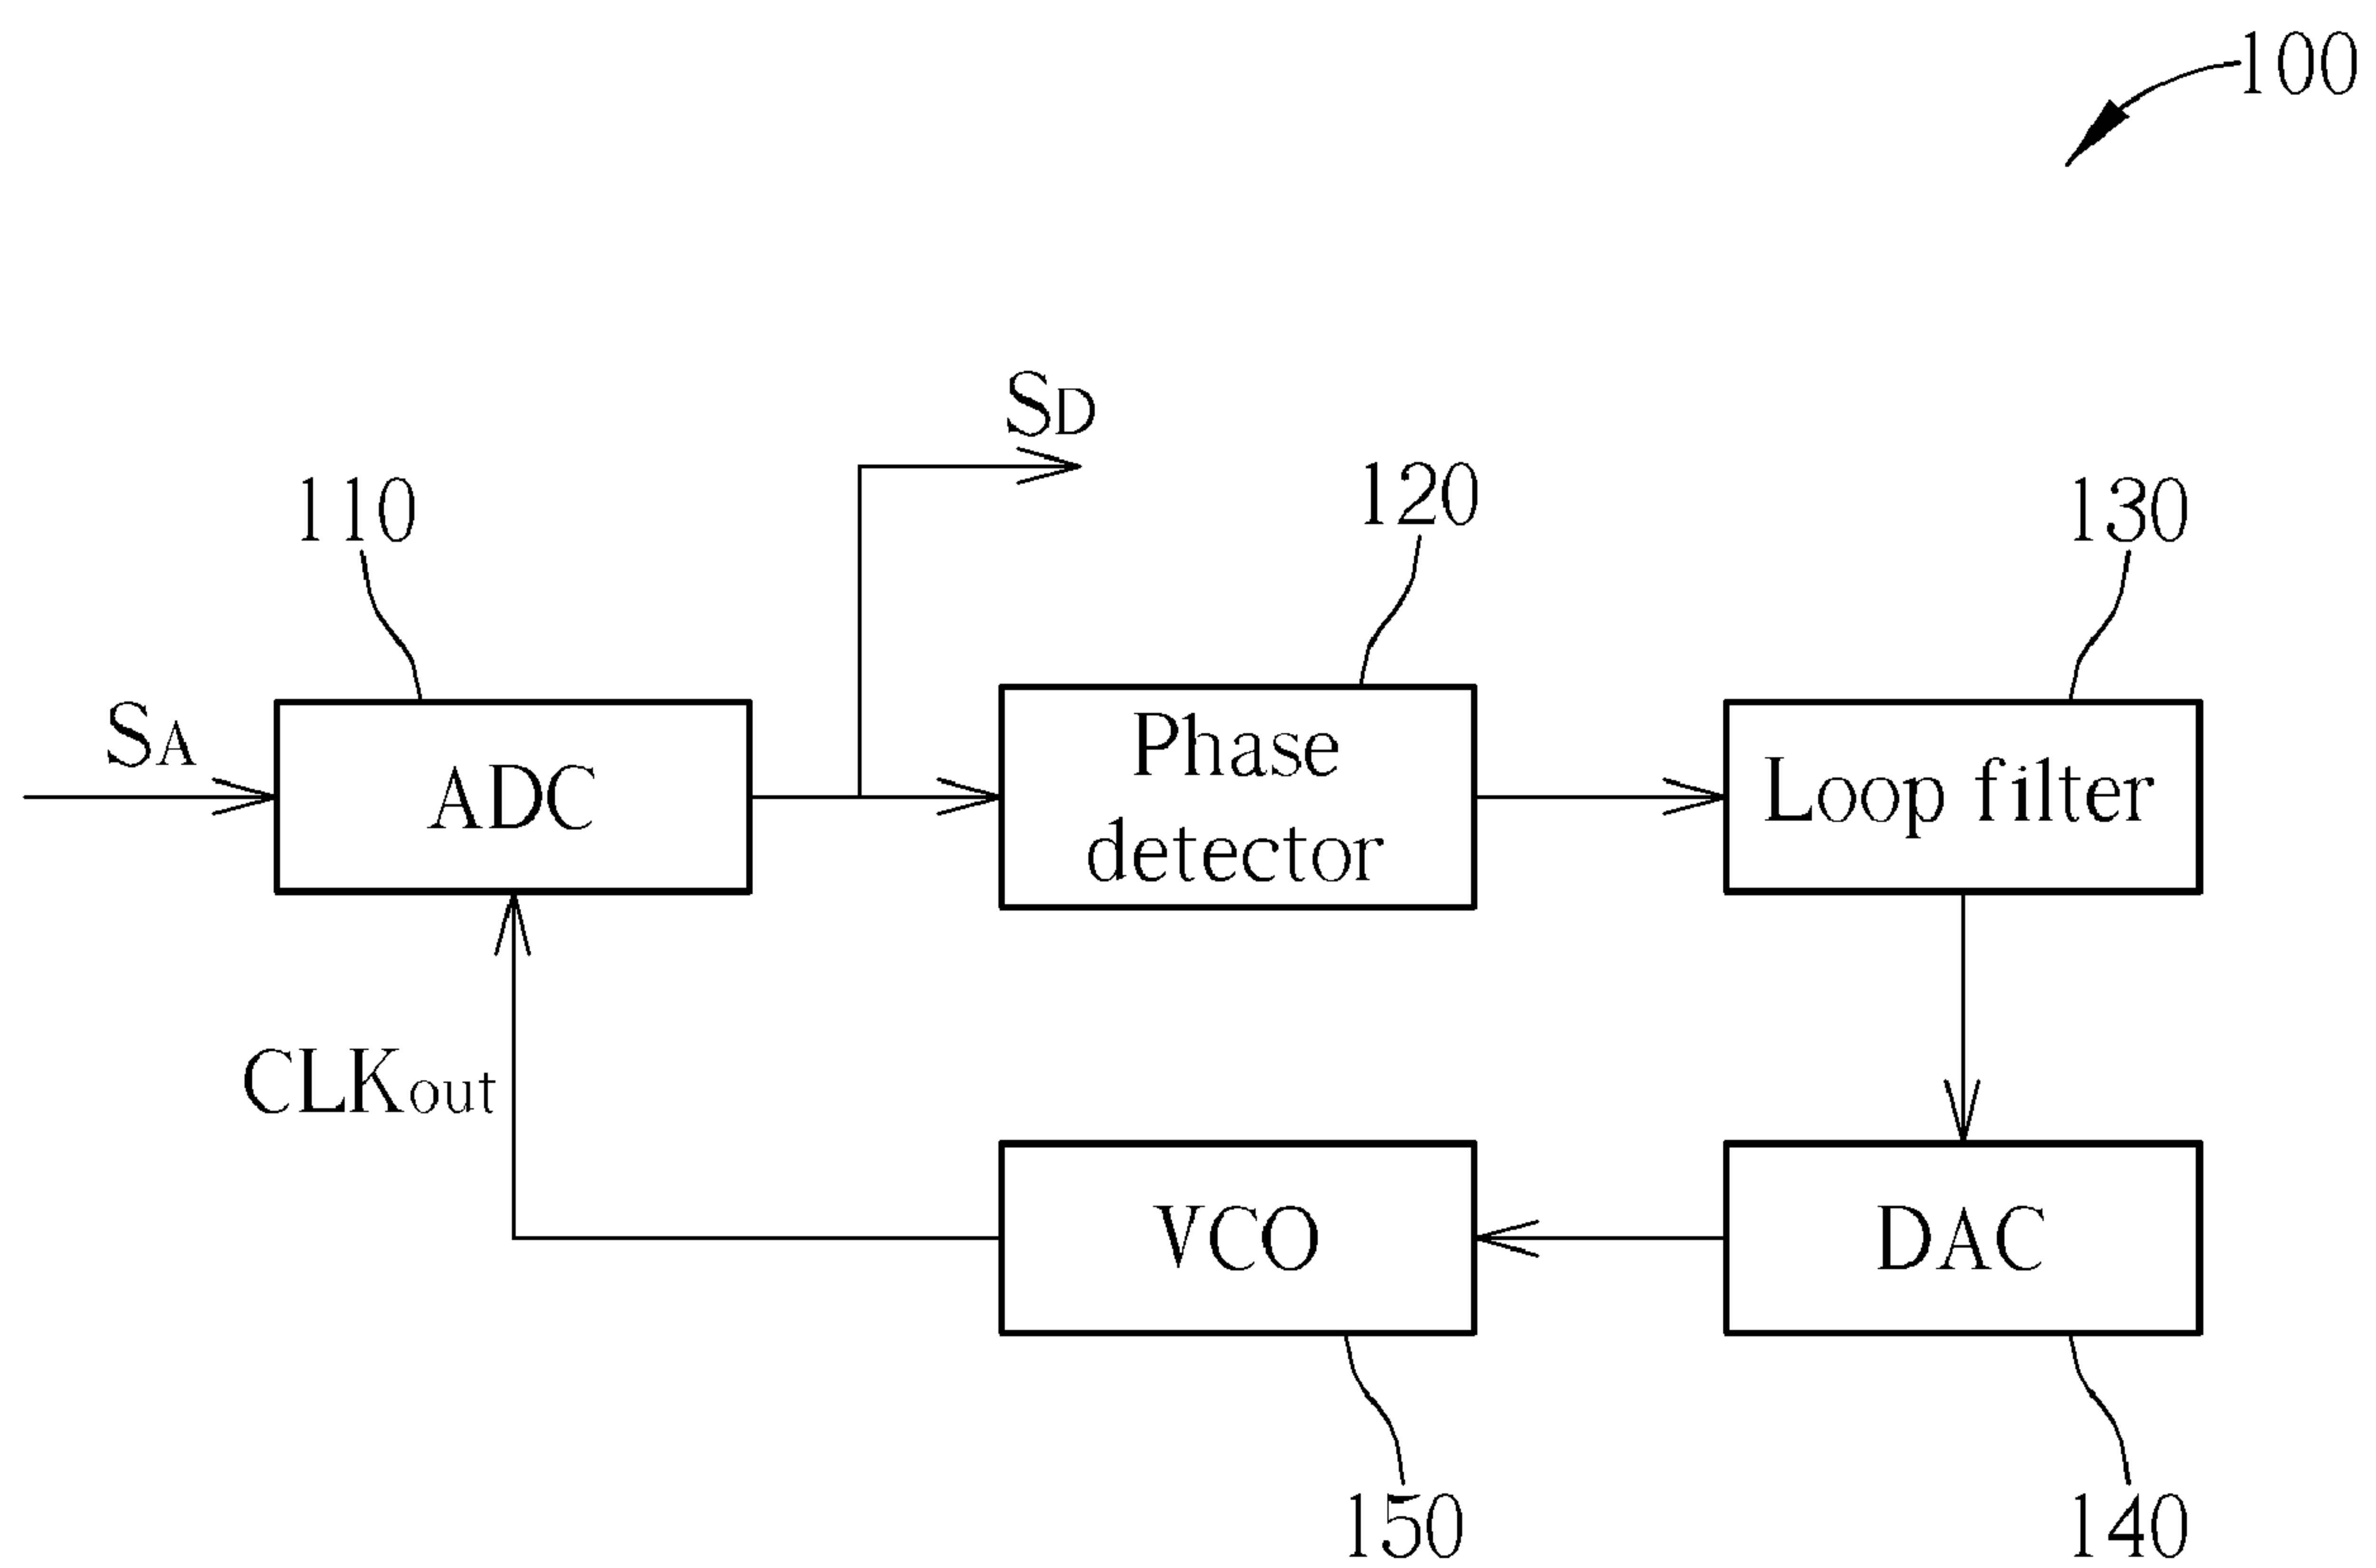 100
SD
110
120
130
SA
ADC
Phase
detector
Loop filter
CLKout
VCO
DAC
150
140